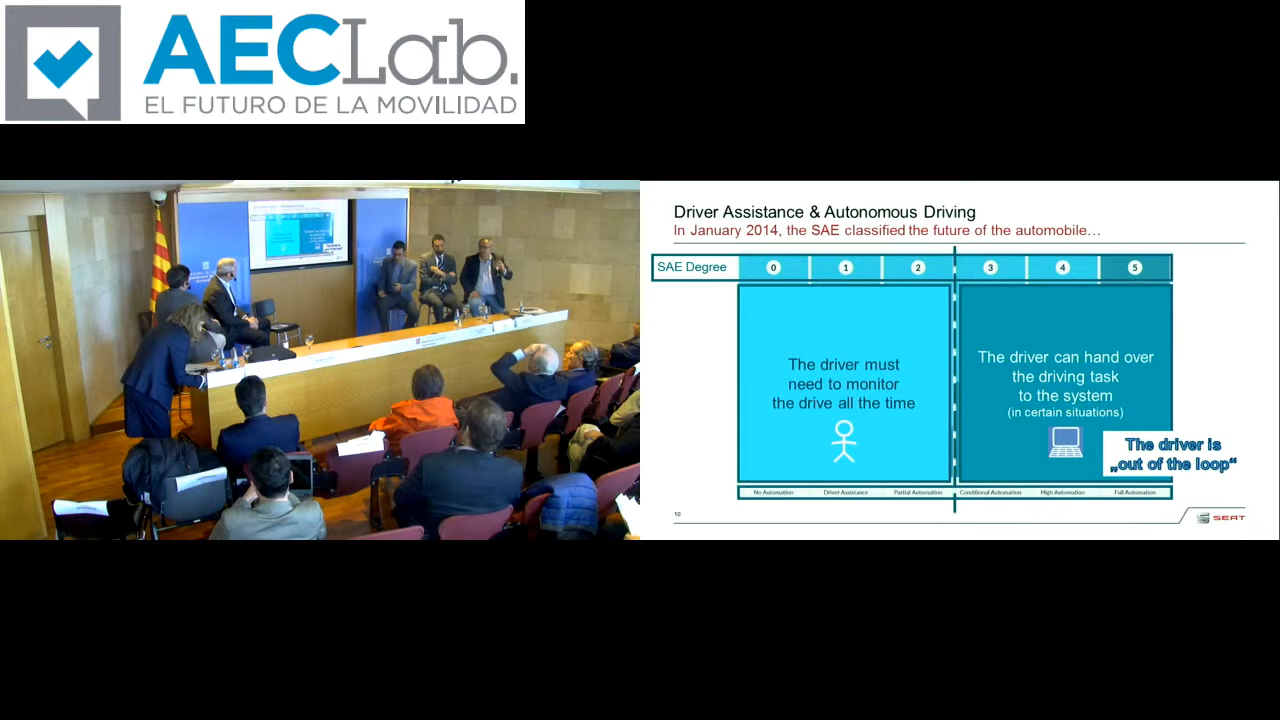 AECLab.
EL FUTURO DE LA MOVILIDAD
Driver Assistance & Autonomous Driving
In January 2014, the SAE classified the future of the automobile…
SAE Degree 0 1 2 3 4 5
The driver must
need to monitor
the drive all the time
The driver can hand over
the driving task
to the system
(in certain situations)
The driver is
„out of the loop“
No Automation Driver Assistance Partial Automation Conditional Automation High Automation Full Automation
10
SEAT